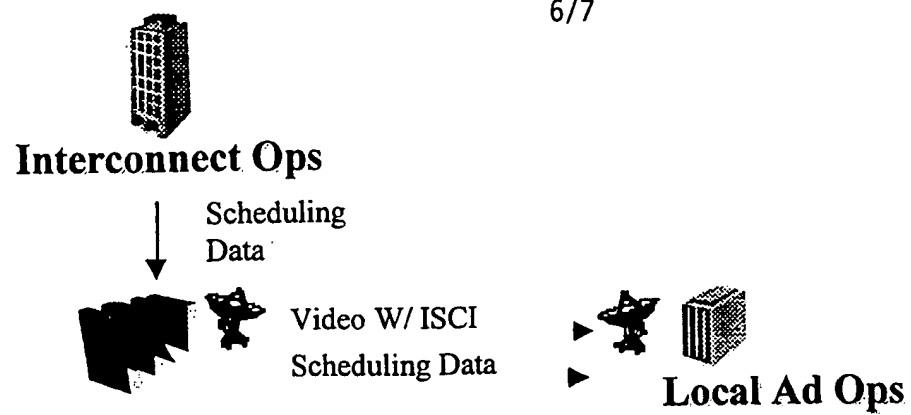 6/7
Interconnect Ops
Scheduling
Data
Video W/ ISCI
Scheduling Data
Local Ad Ops